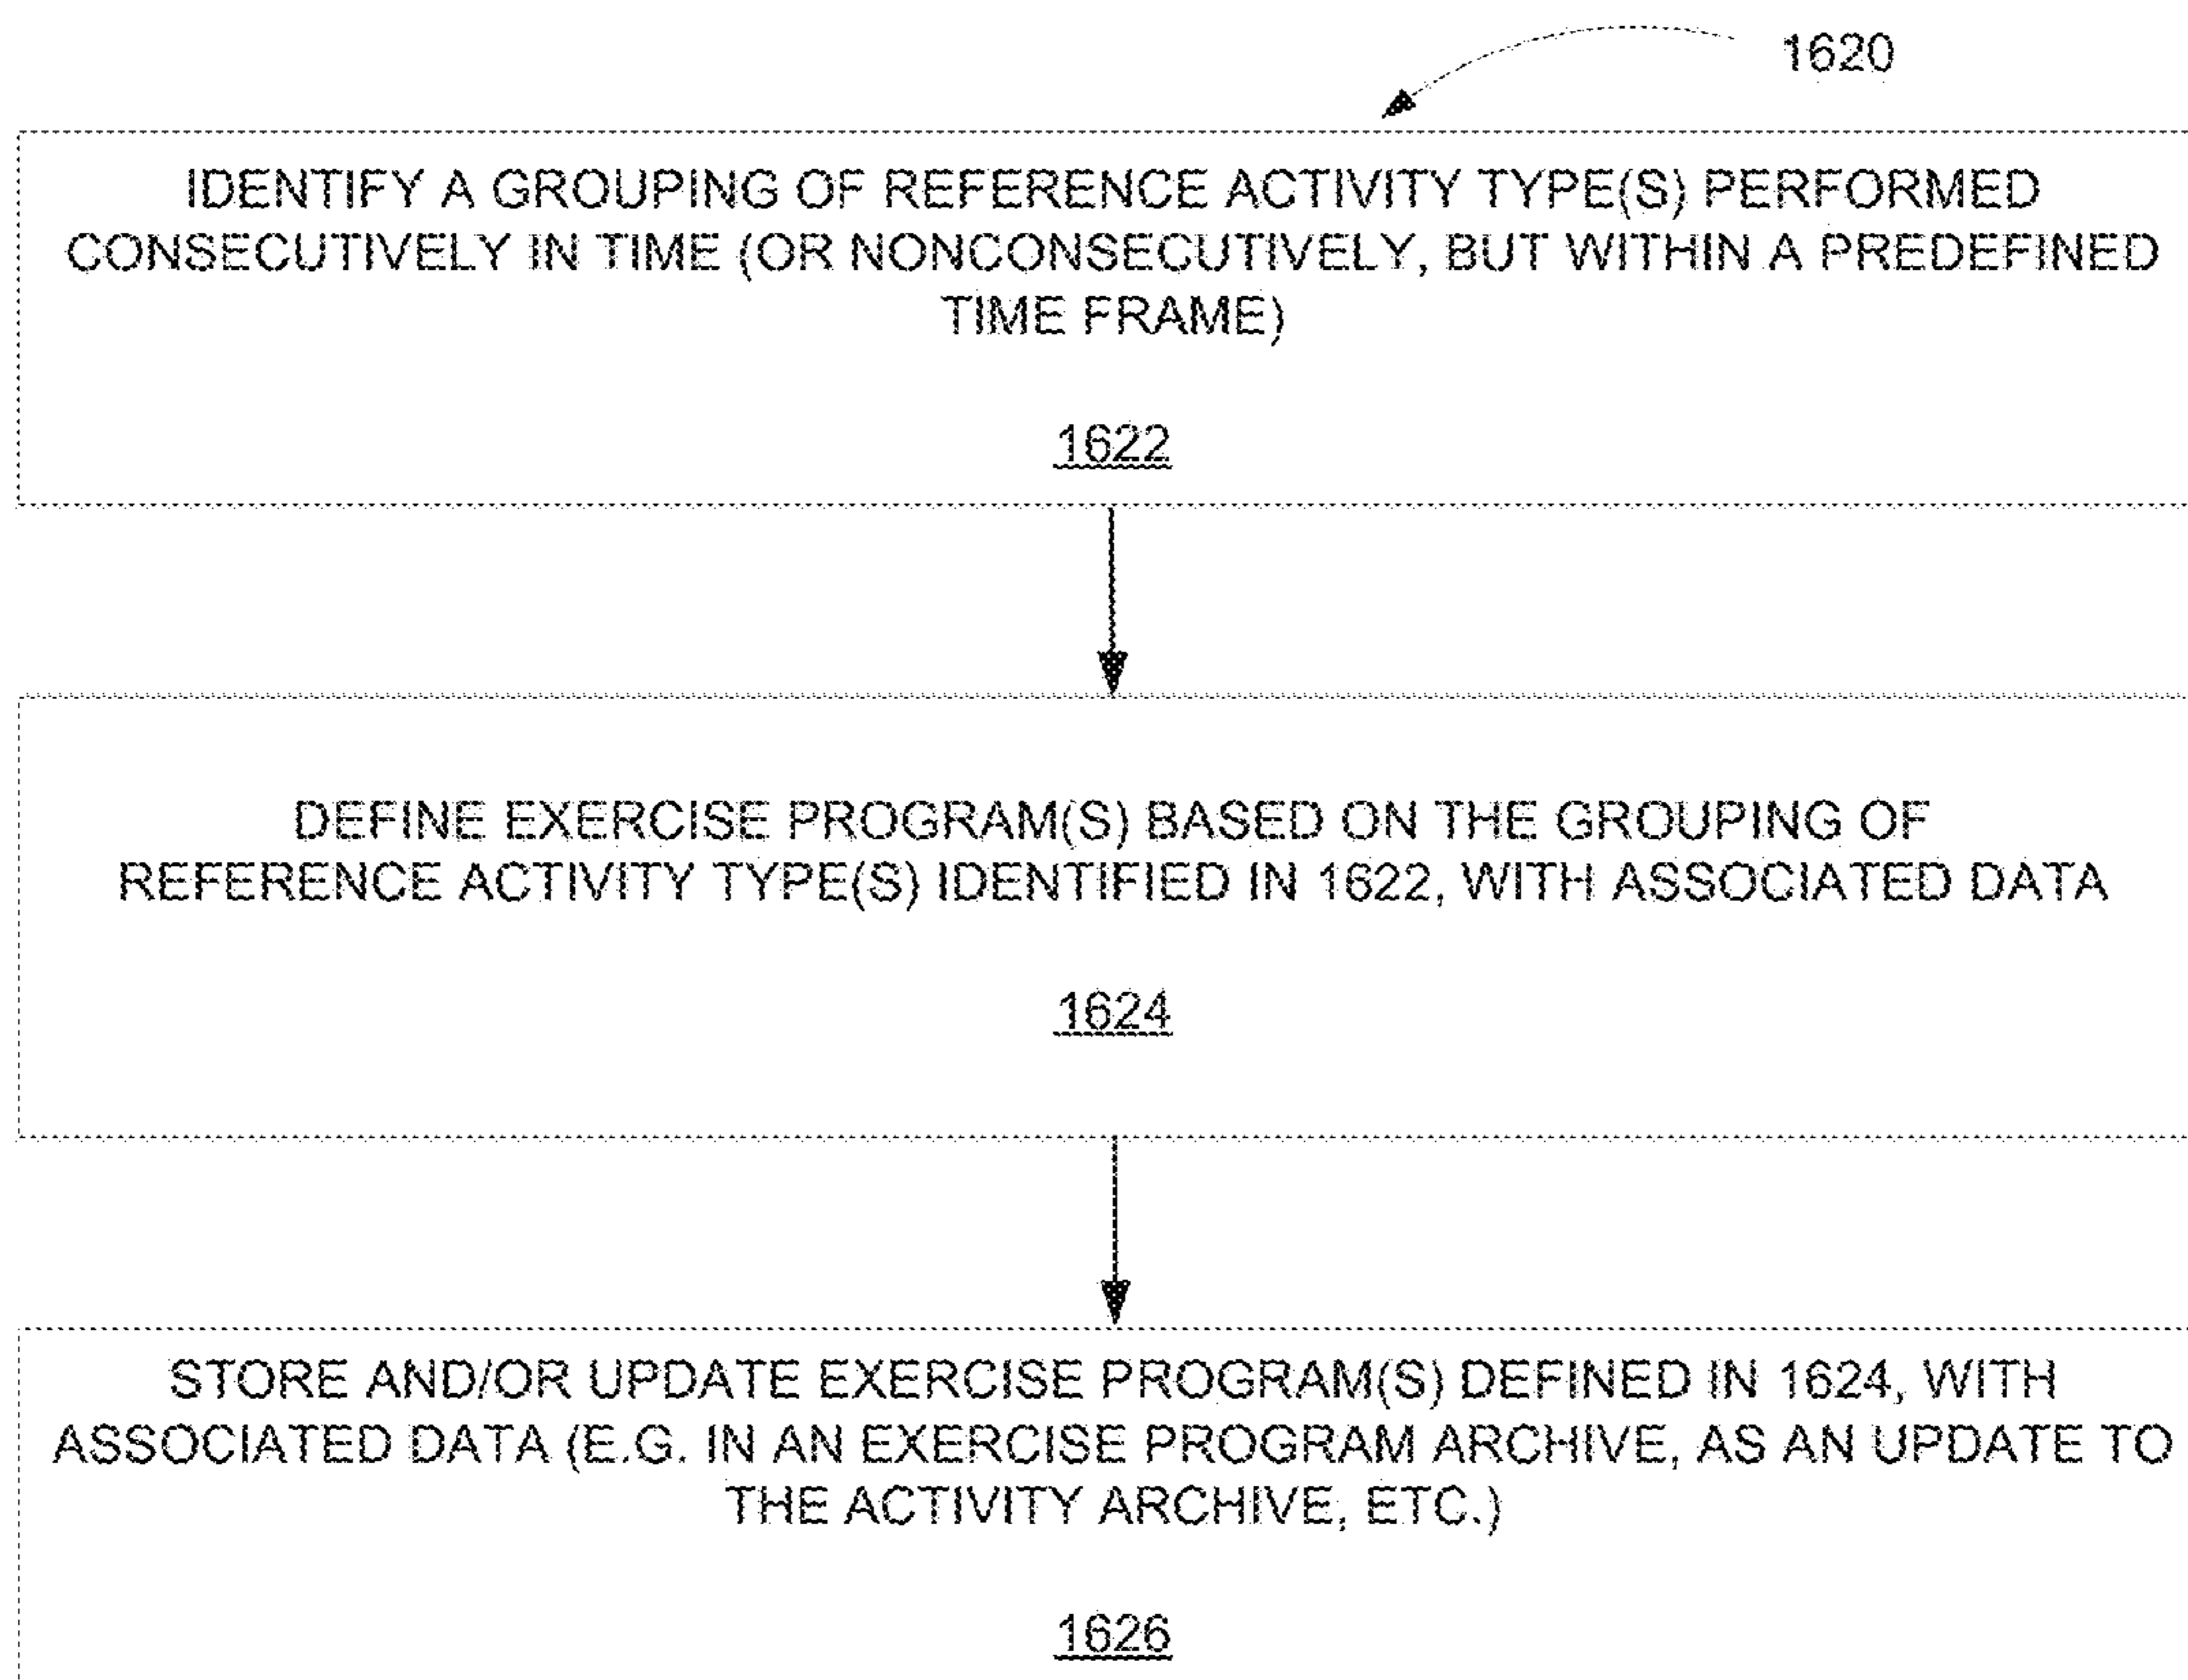 1620
IDENTIFY A GROUPING OF REFERENCE ACTIVITY TYPE(S) PERFORMED
CONSECUTIVELY IN TIME (OR NONCONSECUTIVELY, BUT WITHIN A PREDEFINED
TIME FRAME)
1622
DEFINE EXERCISE PROGRAM(S) BASED ON THE GROUPING OF
REFERENCE ACTIVITY TYPE(S) IDENTIFIED IN 1622, WITH ASSOCIATED DATA
1624
STORE AND/OR UPDATE EXERCISE PROGRAM(S) DEFINED IN 1624, WITH
ASSOCIATED DATA (E.G. IN AN EXERCISE PROGRAM ARCHIVE, AS AN UPDATE TO
THE ACTIVITY ARCHIVE, ETC.)
1626